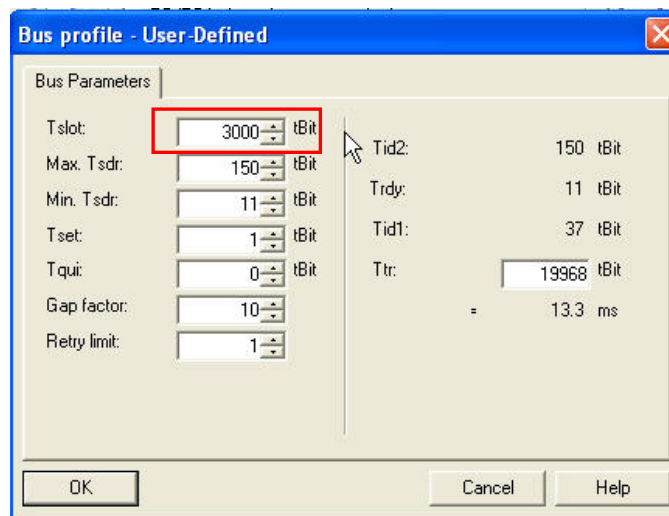 Bus profile - User-Defined
Bus Parameters
Tslot: 3000 tBit
Max. Tsdr: 150 tBit
Min. Tsdr: 11 tBit
Tset: 1 tBit
Tqui: 0 tBit
Gap factor: 10
Retry limit: 1
Tid2: 150 tBit
Trdy: 11 tBit
Tid1: 37 tBit
Ttr: 19968 tBit
= 13.3 ms
OK Cancel Help